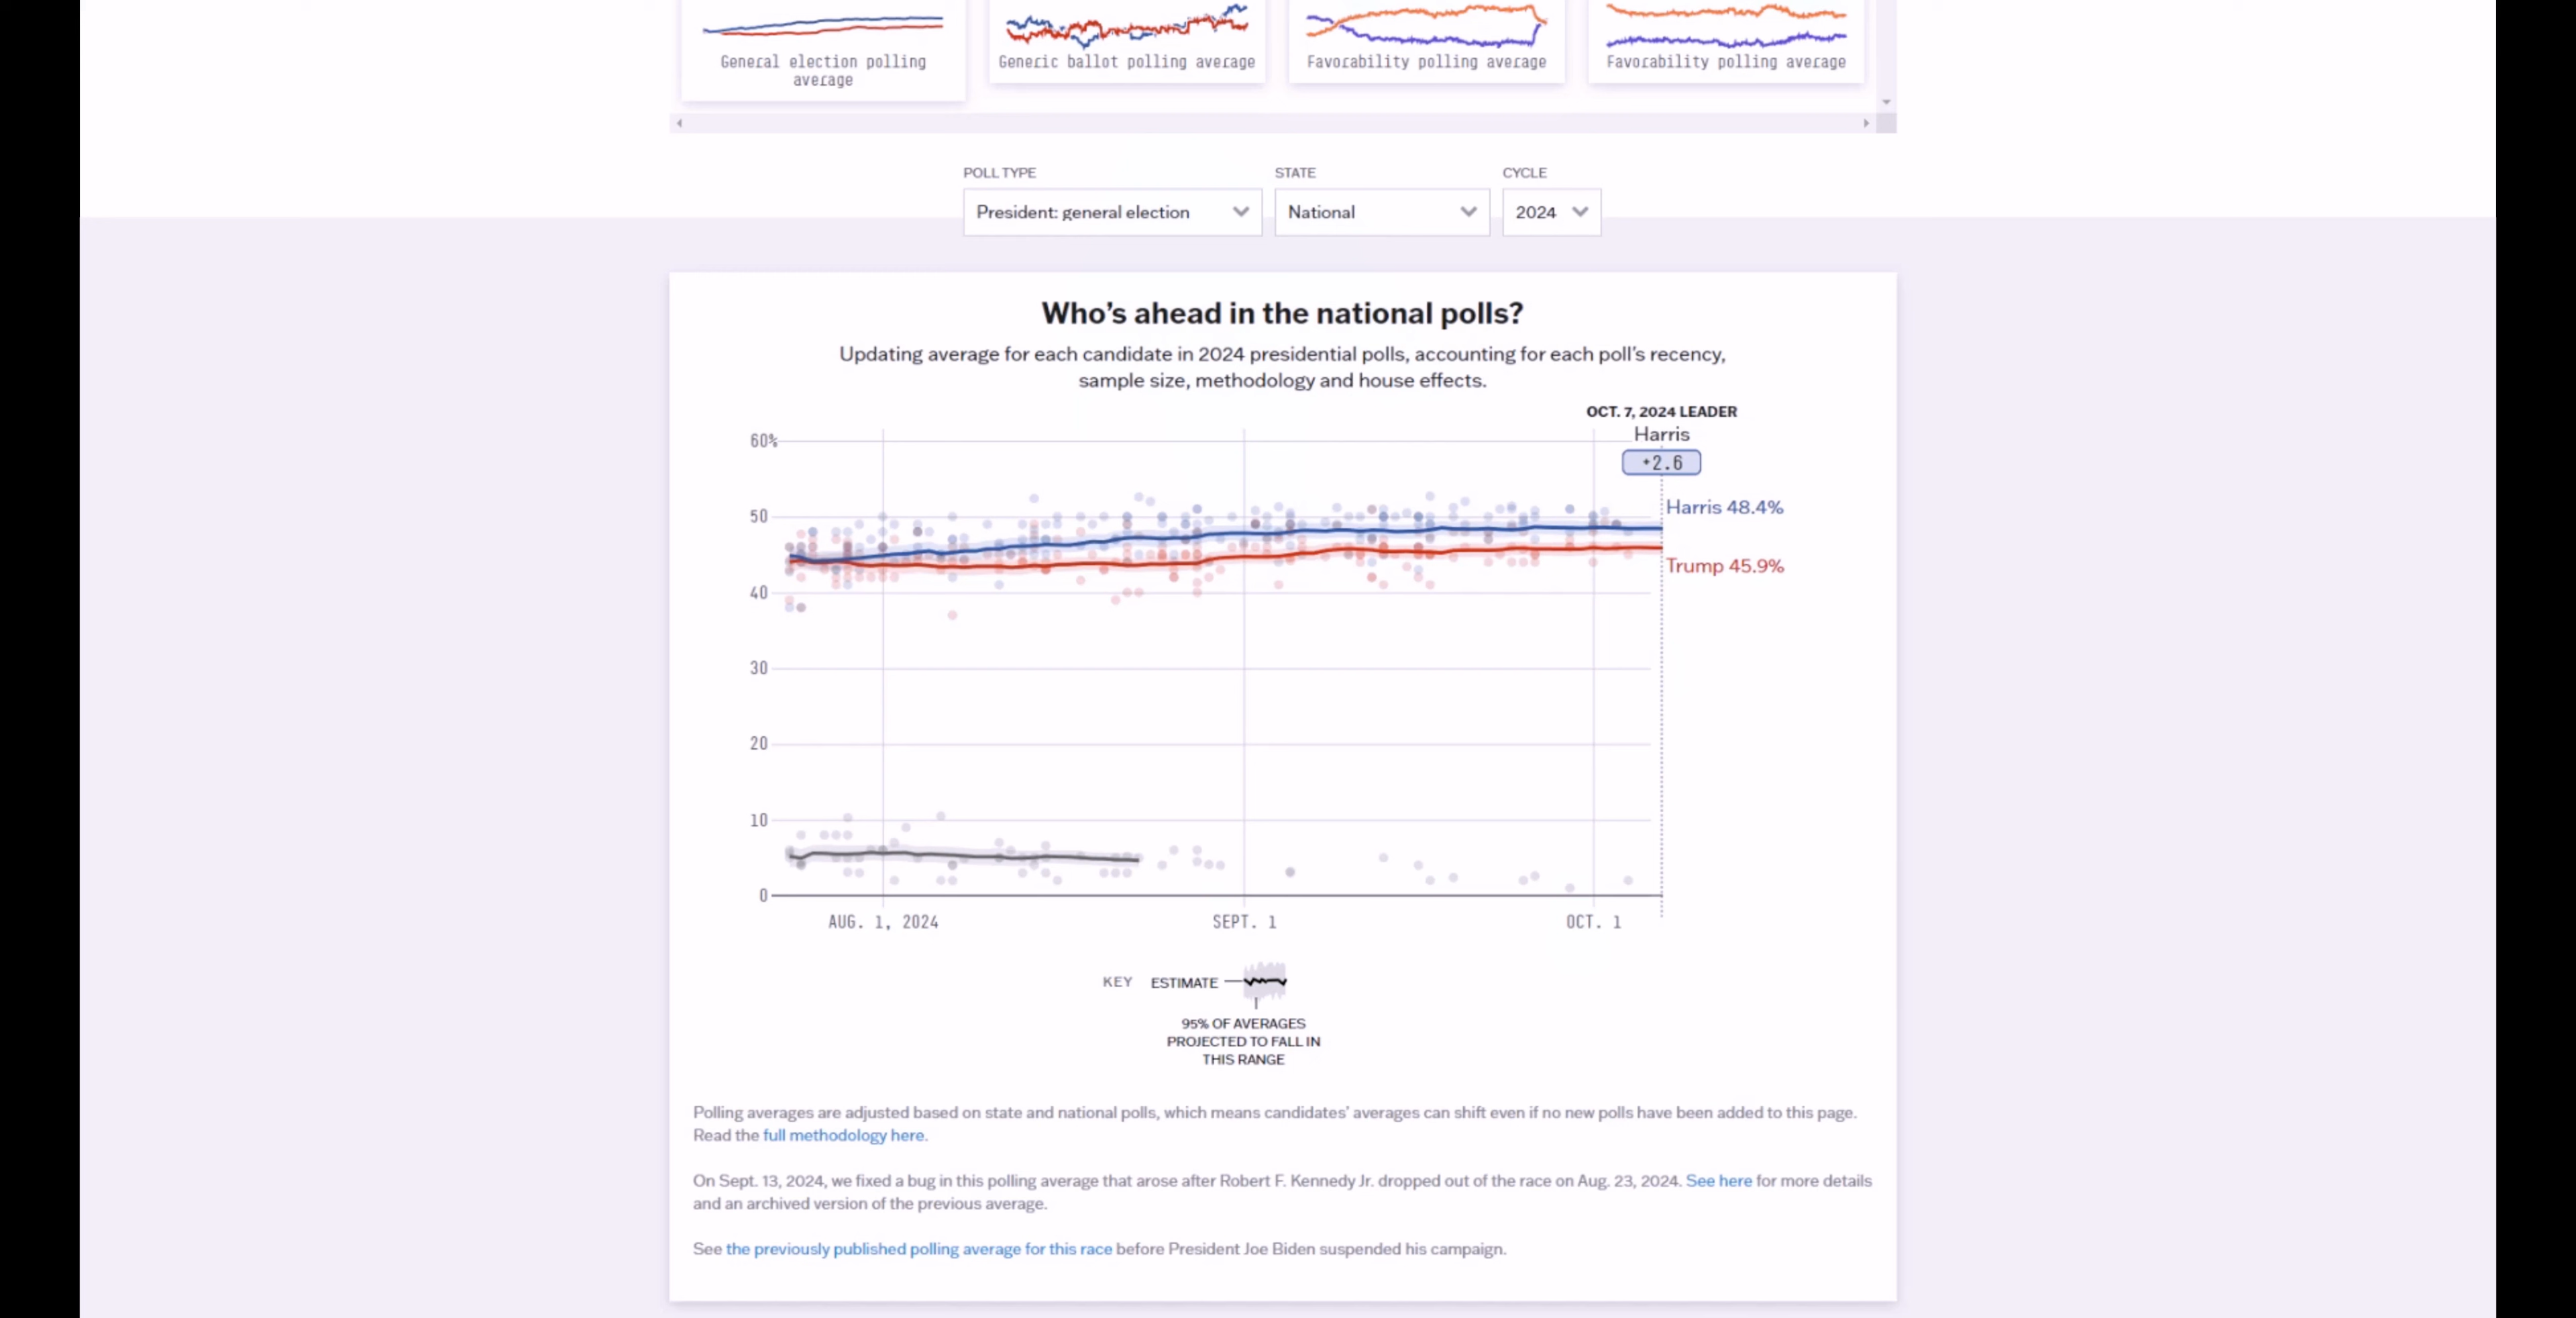 General election polling
average
Generic ballot polling average
Favorability polling average
Favorability polling average
POLL TYPE
STATE
CYCLE
President: general election
National
2024
Who's ahead in the national polls?
Updating average for each candidate in 2024 presidential polls, accounting for each poll's recency,
sample size, methodology and house effects.
OCT. 7, 2024 LEADER
Harris
+2.6
60%
50
40
30
20
10
0
Harris 48.4%
Trump 45.9%
AUG. 1, 2024
SEPT. 1
OCT. 1
KEY
ESTIMATE
95% OF AVERAGES
PROJECTED TO FALL IN
THIS RANGE
Polling averages are adjusted based on state and national polls, which means candidates' averages can shift even if no new polls have been added to this page.
Read the full methodology here.
On Sept. 13, 2024, we fixed a bug in this polling average that arose after Robert F. Kennedy Jr. dropped out of the race on Aug. 23, 2024. See here for more details
and an archived version of the previous average.
See the previously published polling average for this race before President Joe Biden suspended his campaign.